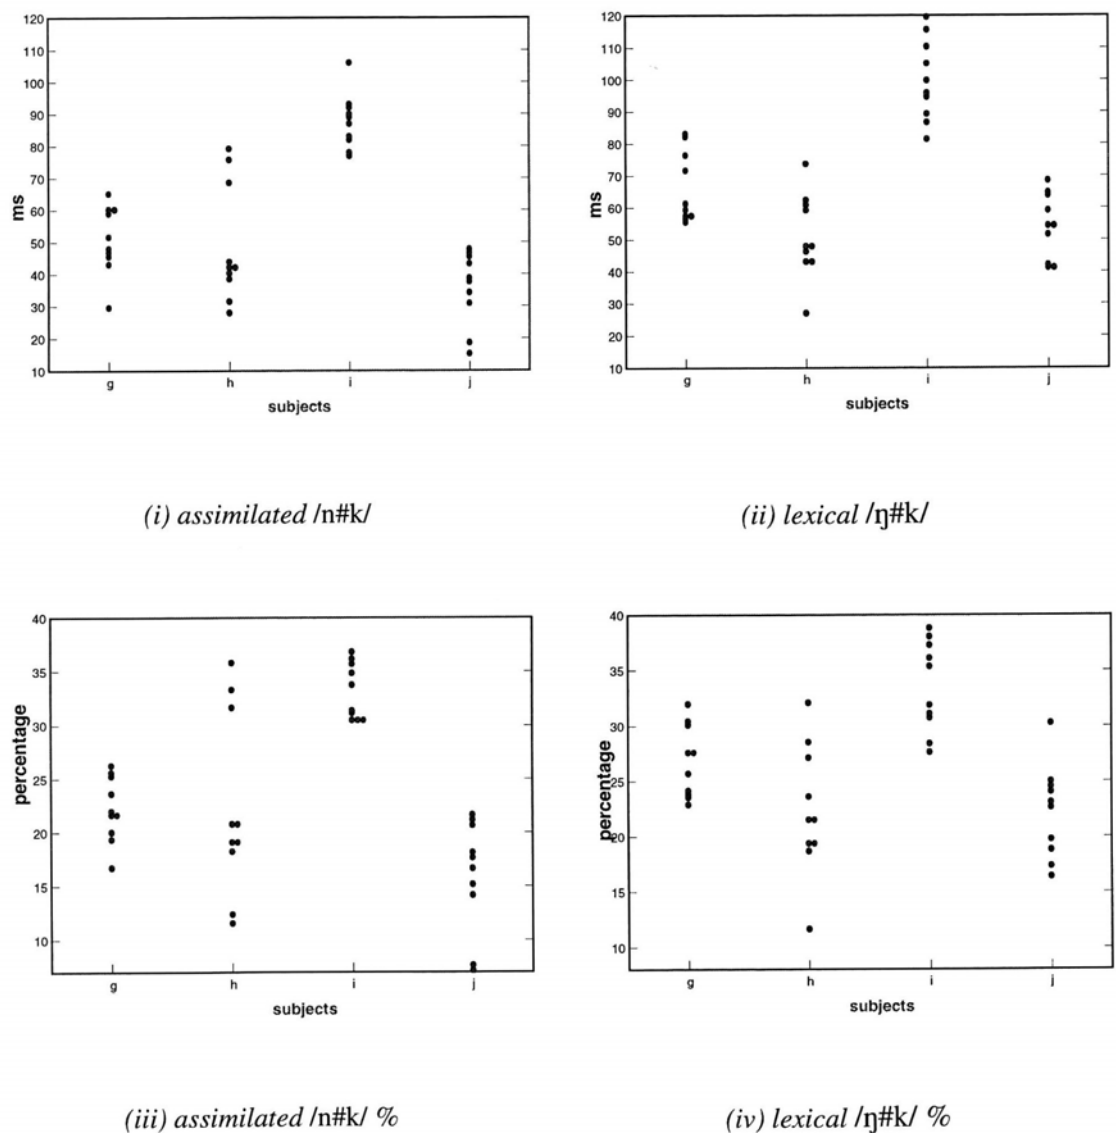 120
110
100
90
80
70
60
50
40
30
20
10
ms
g h i j
subjects
(i) assimilated /n#k/
120
110
100
90
80
70
60
50
40
30
20
10
ms
g h i j
subjects
(ii) lexical /ŋ#k/
40
35
30
25
20
15
10
percentage
g h i j
subjects
(iii) assimilated /n#k/ %
40
35
30
25
20
15
10
percentage
g h i j
subjects
(iv) lexical /ŋ#k/ %